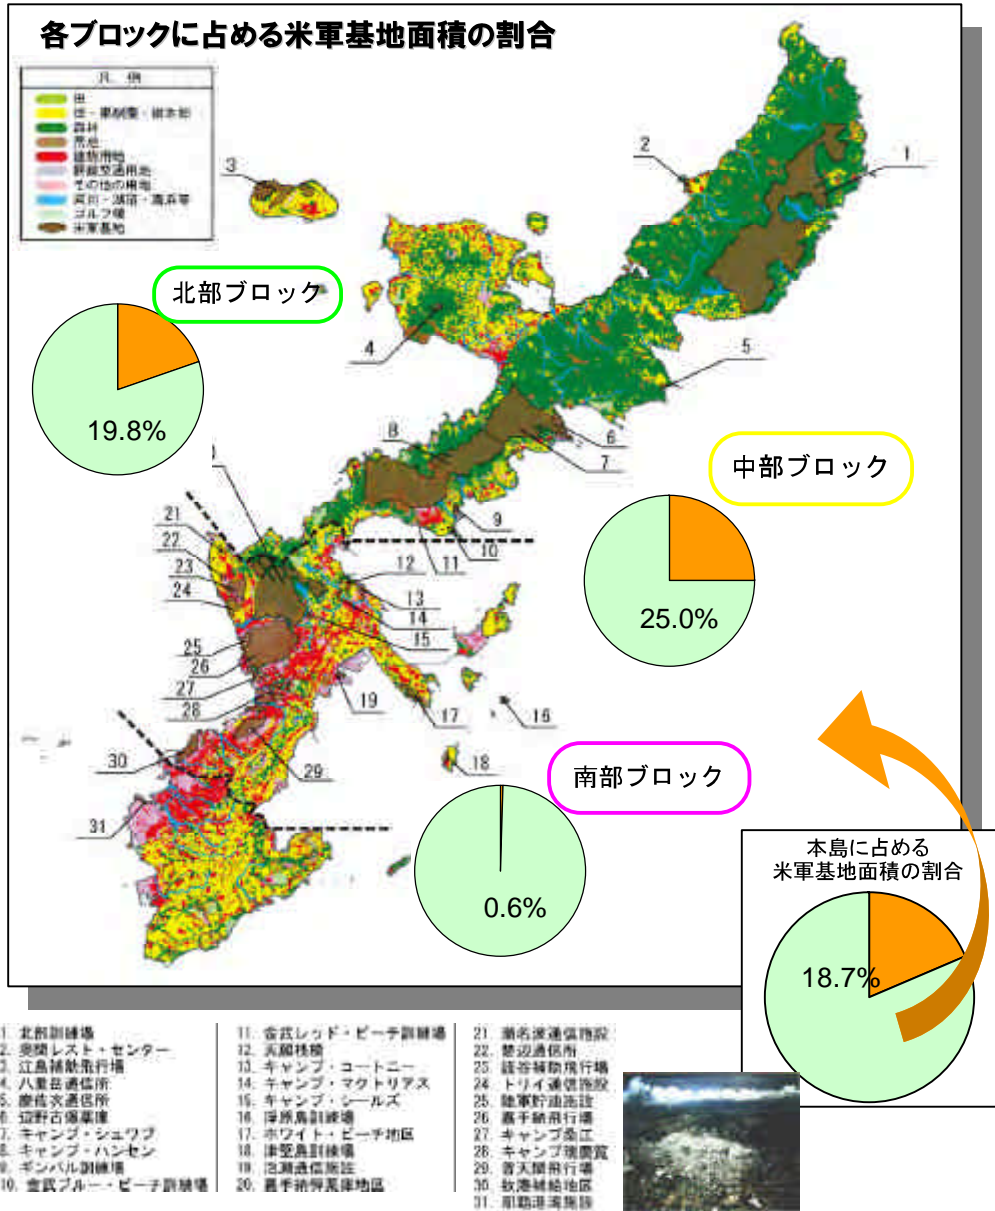 各ブロックに占める米軍基地面積の割合
凡 例
田
森林
荒地
建物用地
幹線交通用地
その他の用地
河川・湖沼・海浜等
ゴルフ場
米軍基地
3
2
1
北部ブロック
19.8%
4
5
8
6
7
中部ブロック
25.0%
21
22
23
24
9
10
11
12
13
14
15
25
26
27
28
19
17
16
30
29
18
31
南部ブロック
0.6%
本島に占める
米軍基地面積の割合
18.7%
1. 北部訓練場
2. 奥間レスト・センター
3. 江島補助飛行場
4. 八重岳通信所
5. 慶佐次通信所
6. 辺野古弾薬庫
7. キャンプ・シュワブ
8. キャンプ・ハンセン
9. ギンバル訓練場
10. 金武ブルー・ビーチ訓練場
11. 金武レッド・ビーチ訓練場
12. 天願桟橋
13. キャンプ・コートニー
14. キャンプ・マクトリアス
15. キャンプ・シールズ
16. 浮原島訓練場
17. ホワイト・ビーチ地区
18. 津堅島訓練場
19. 泡瀬通信施設
20. 嘉手納弾薬庫地区
21. 瀬名波通信施設
22. 楚辺通信所
23. 読谷補助飛行場
24. トリイ通信施設
25. 陸軍貯油施設
26. 嘉手納飛行場
27. キャンプ桑江
28. キャンプ瑞慶覧
29. 普天間飛行場
30. 牧港補給地区
31. 那覇港湾施設